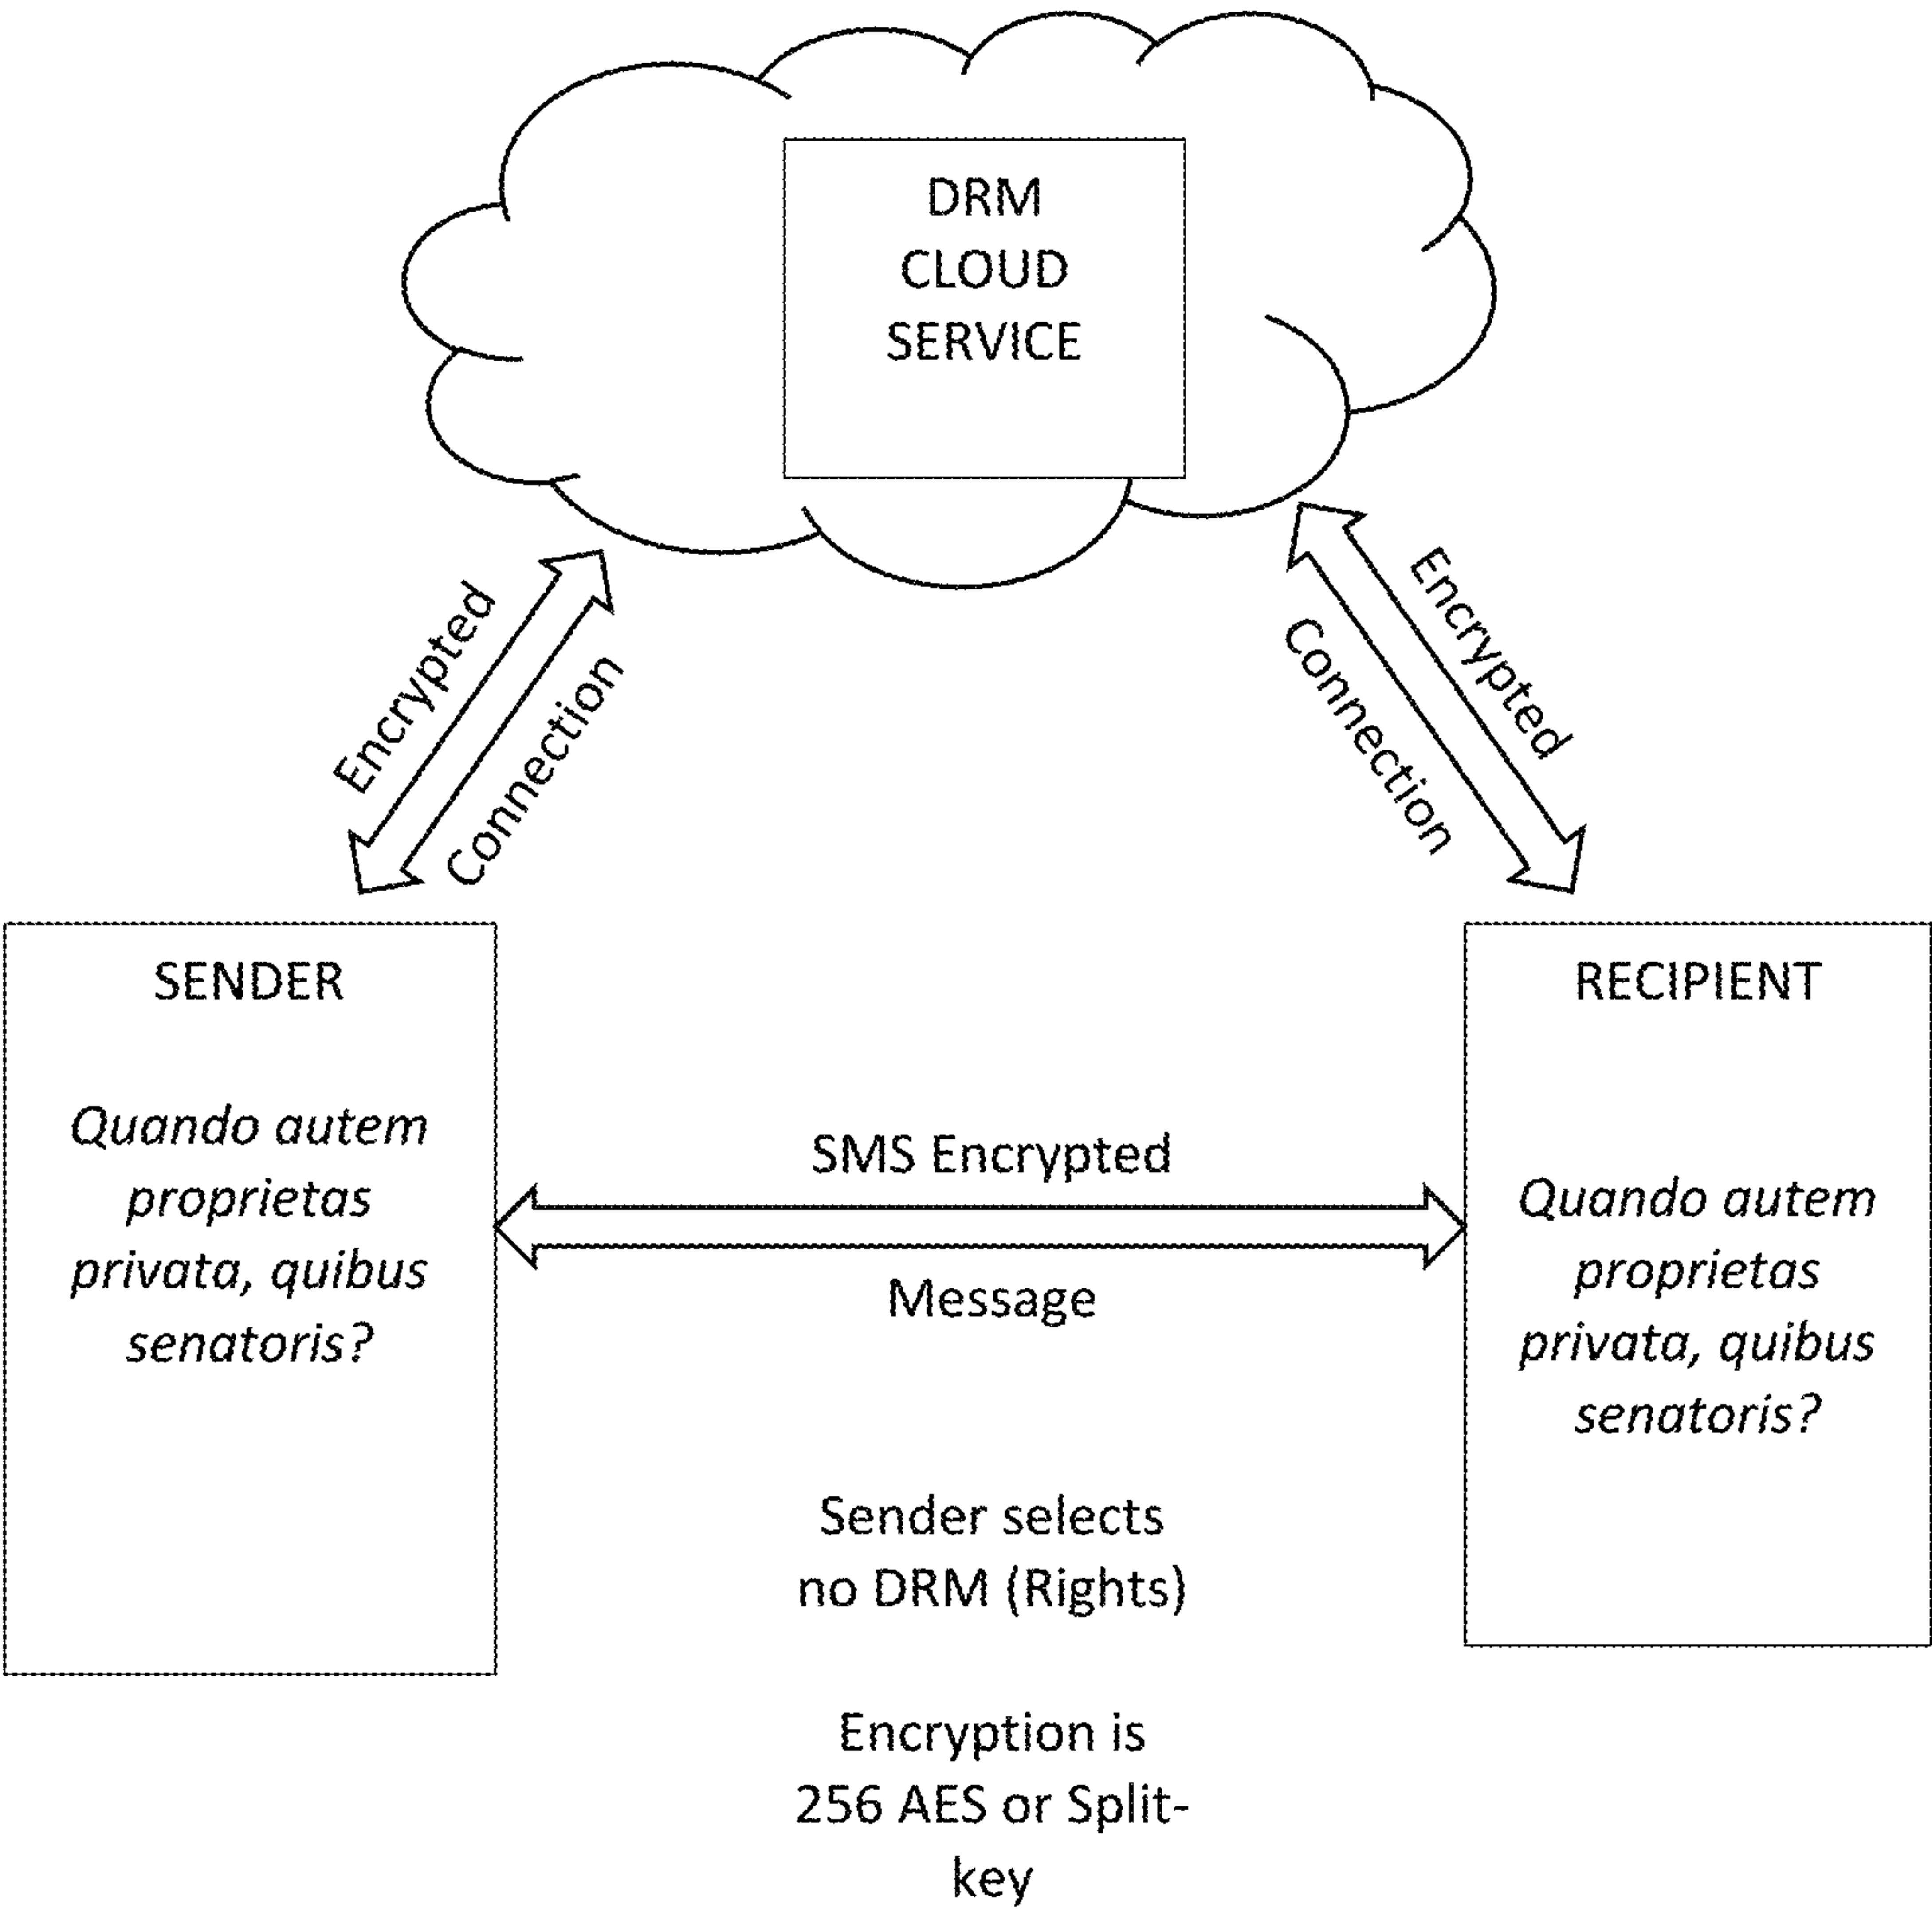 DRM
CLOUD
SERVICE
Encrypted
Connection
Encrypted
Connection
SENDER
Quando autem
proprietas
privata, quibus
senatoris?
SMS Encrypted
Message
RECIPIENT
Quando autem
proprietas
privata, quibus
senatoris?
Sender selects
no DRM (Rights)
Encryption is
256 AES or Split-
key